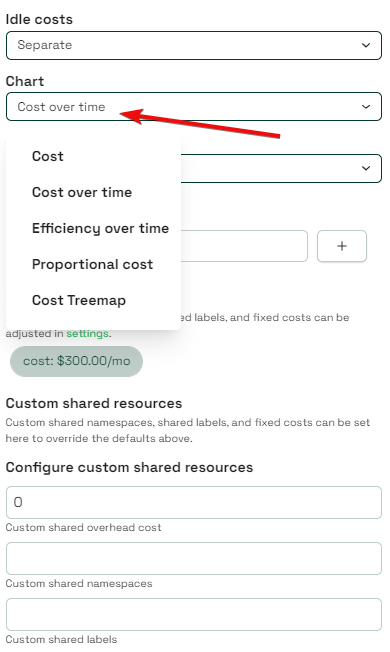 Idle costs
Separate
Chart
Cost over time
Cost
Cost over time
Efficiency over time
Proportional cost
Cost Treemap
+
labels, and fixed costs can be
adjusted in settings.
cost: $300.00/mo
Custom shared resources
Custom shared namespaces, shared labels, and fixed costs can be set
here to override the defaults above.
Configure custom shared resources
0
Custom shared overhead cost
Custom shared namespaces
Custom shared labels